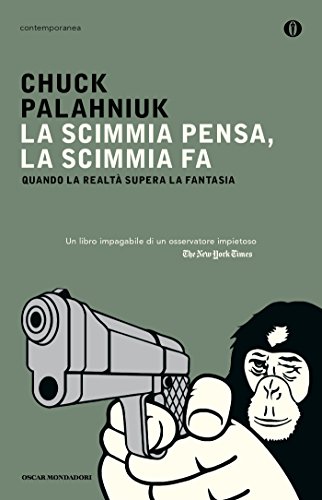 contemporanea
CHUCK
PALAHNIUK
LA SCIMMIA PENSA,
LA SCIMMIA FA
QUANDO LA REALTÀ SUPERA LA FANTASIA
Un libro impagabile di un osservatore impietoso
The New York Times
OSCAR MONDADORI